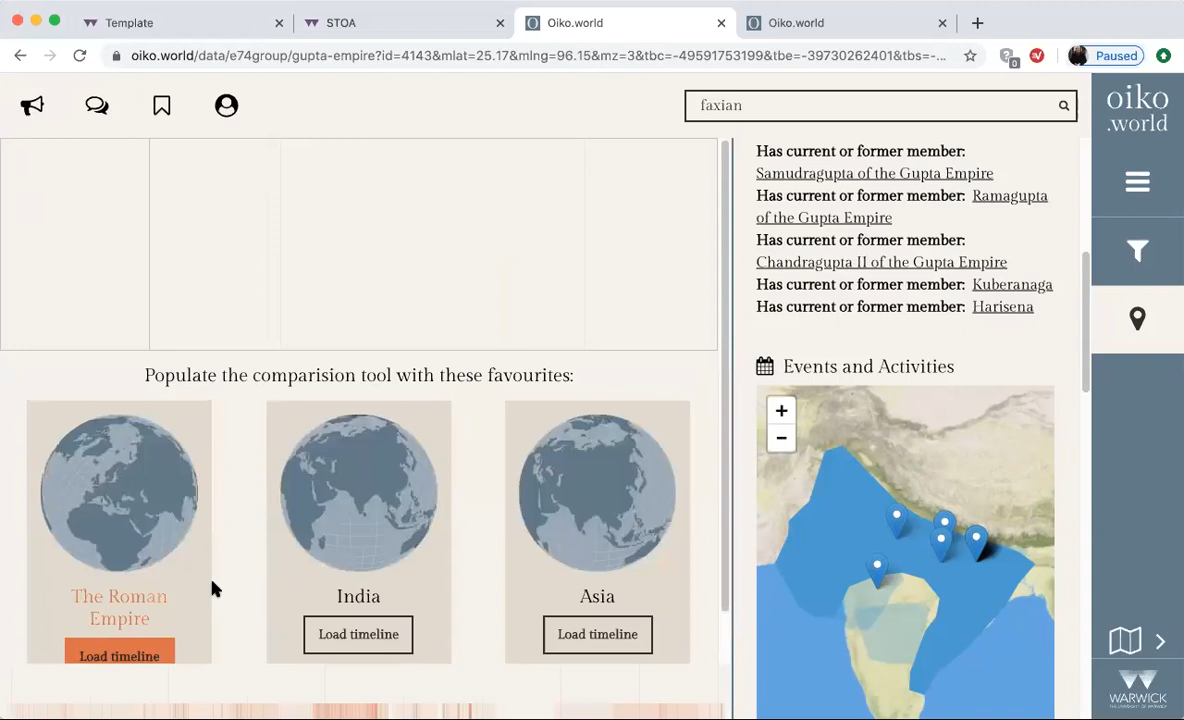 Template
STOA
Oiko.world
Oiko.world
oiko.world/data/e74group/gupta-empire?id=4143&mlat=25.17&mlng=96.15&mz=3&tbc=-49591753199&tbe=-39730262401&tbs=-...
0
Paused
faxian
oiko
.world
Has current or former member:
Samudragupta of the Gupta Empire
Has current or former member: Ramagupta
of the Gupta Empire
Has current or former member:
Chandragupta II of the Gupta Empire
Has current or former member: Kuberanaga
Has current or former member: Harisena
Events and Activities
+
−
Populate the comparision tool with these favourites:
The Roman
Empire
Load timeline
India
Load timeline
Asia
Load timeline
WARWICK
THE UNIVERSITY OF WARWICK